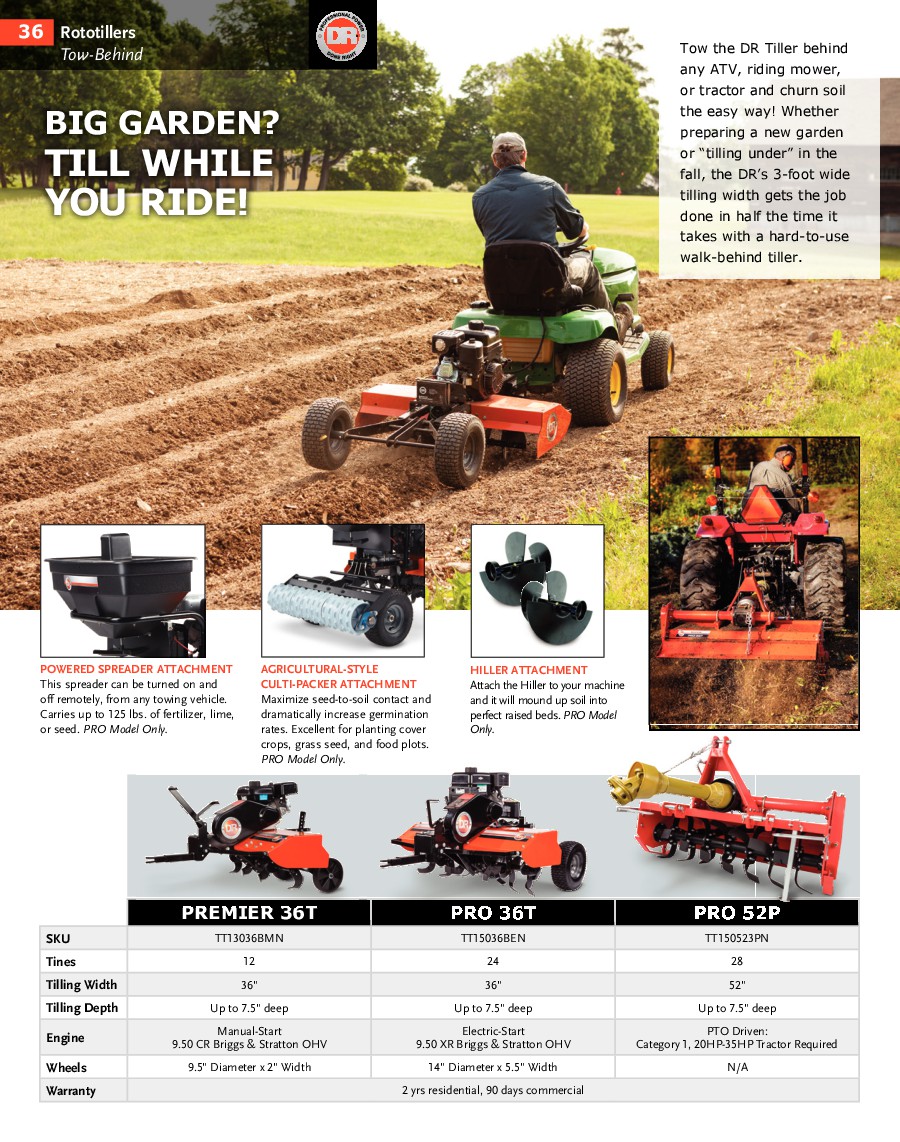 36 Rototillers
Tow-Behind
PROFESSIONAL POWER
DR
DONE RIGHT
BIG GARDEN?
TILL WHILE
YOU RIDE!
Tow the DR Tiller behind
any ATV, riding mower,
or tractor and churn soil
the easy way! Whether
preparing a new garden
or “tilling under” in the
fall, the DR’s 3-foot wide
tilling width gets the job
done in half the time it
takes with a hard-to-use
walk-behind tiller.
POWERED SPREADER ATTACHMENT
This spreader can be turned on and
off remotely, from any towing vehicle.
Carries up to 125 lbs. of fertilizer, lime,
or seed. PRO Model Only.
AGRICULTURAL-STYLE
CULTI-PACKER ATTACHMENT
Maximize seed-to-soil contact and
dramatically increase germination
rates. Excellent for planting cover
crops, grass seed, and food plots.
PRO Model Only.
HILLER ATTACHMENT
Attach the Hiller to your machine
and it will mound up soil into
perfect raised beds. PRO Model
Only.
DR
DR
PREMIER 36T PRO 36T PRO 52P
SKU TT13036BMN TT15036BEN TT150523PN
Tines 12 24 28
Tilling Width 36" 36" 52"
Tilling Depth Up to 7.5" deep Up to 7.5" deep Up to 7.5" deep
Engine Manual-Start Electric-Start PTO Driven:
9.50 CR Briggs & Stratton OHV 9.50 XR Briggs & Stratton OHV Category 1, 20HP-35HP Tractor Required
Wheels 9.5" Diameter x 2" Width 14" Diameter x 5.5" Width N/A
Warranty 2 yrs residential, 90 days commercial